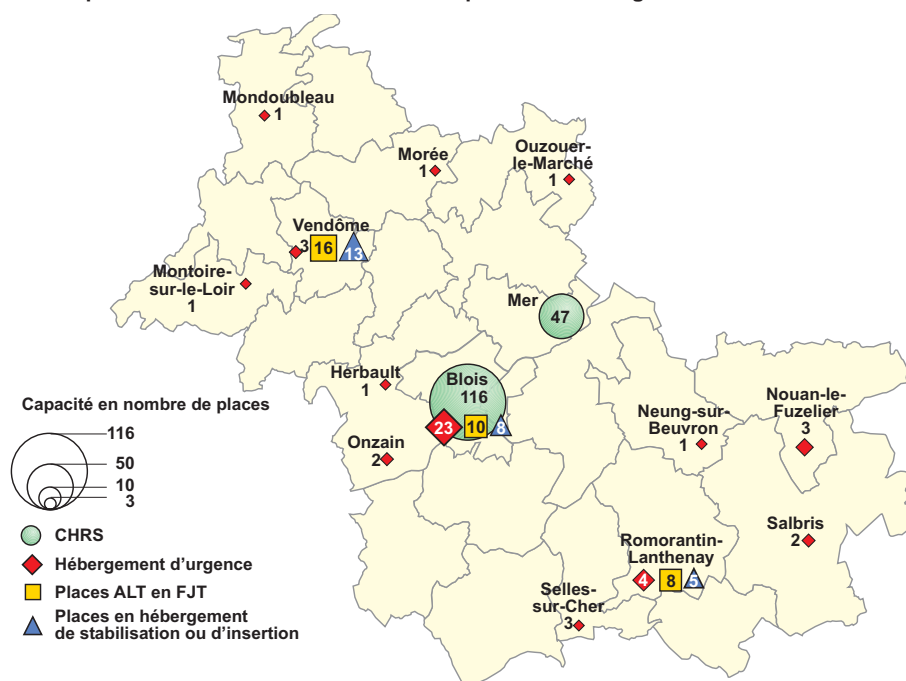 Mondoubleau
1
Morée
1
Ouzouer-
le-Marché
1
Vendôme
3 16 13
Montoire-
sur-le-Loir
1
Mer
47
Herbault
1
Blois
116
23 10 8
Onzain
2
Neung-sur-
Beuvron
1
Nouan-le-
Fuzelier
3
Salbris
2
Romorantin-
Lanthenay
4 8 5
Selles-
sur-Cher
3
Capacité en nombre de places
116
50
10
3
CHRS
Hébergement d'urgence
Places ALT en FJT
Places en hébergement
de stabilisation ou d'insertion